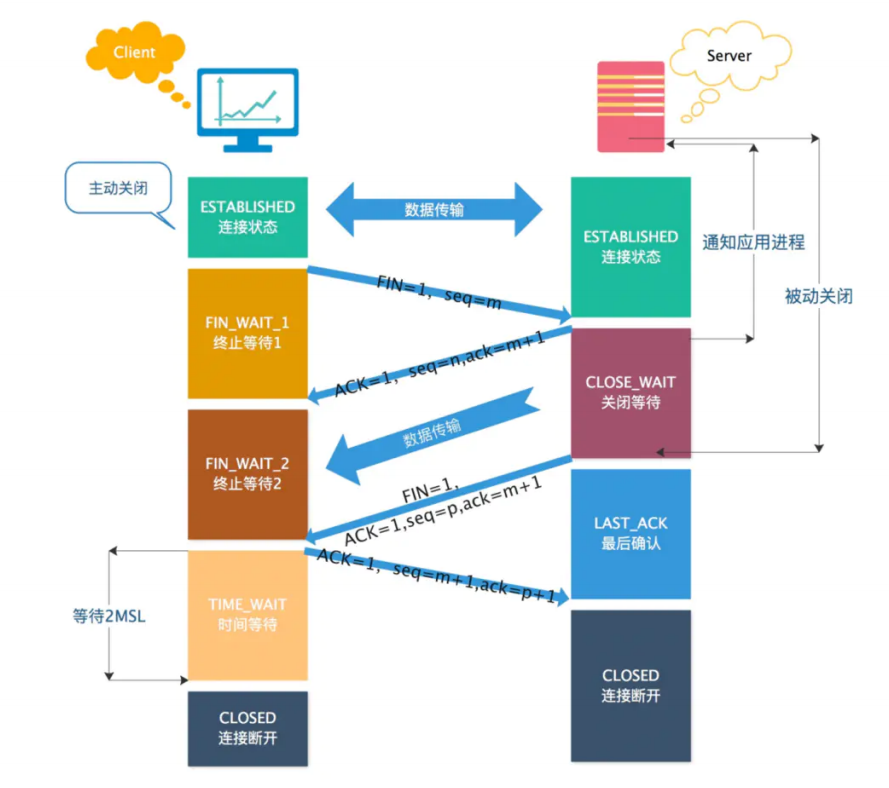 Client
Server
主动关闭
ESTABLISHED
连接状态
数据传输
ESTABLISHED
连接状态
通知应用进程
被动关闭
FIN=1, seq=m
FIN_WAIT_1
终止等待1
ACK=1, seq=n,ack=m+1
CLOSE_WAIT
关闭等待
数据传输
FIN_WAIT_2
终止等待2
FIN=1,
ACK=1,seq=p,ack=m+1
LAST_ACK
最后确认
ACK=1, seq=m+1,ack=p+1
等待2MSL
TIME_WAIT
时间等待
CLOSED
连接断开
CLOSED
连接断开